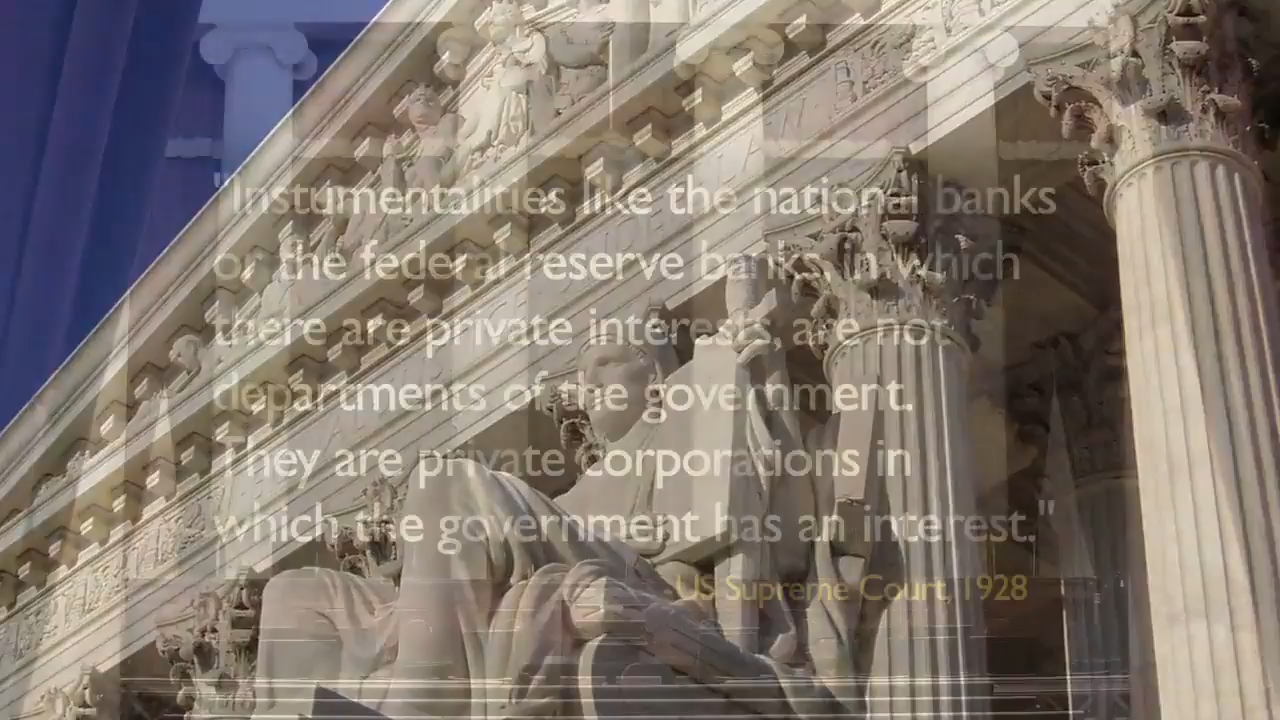 "Instumentalities like the national banks
or the federal reserve banks, in which
there are private interests, are not
departments of the government.
They are private corporations in
which the government has an interest."
-US Supreme Court, 1928